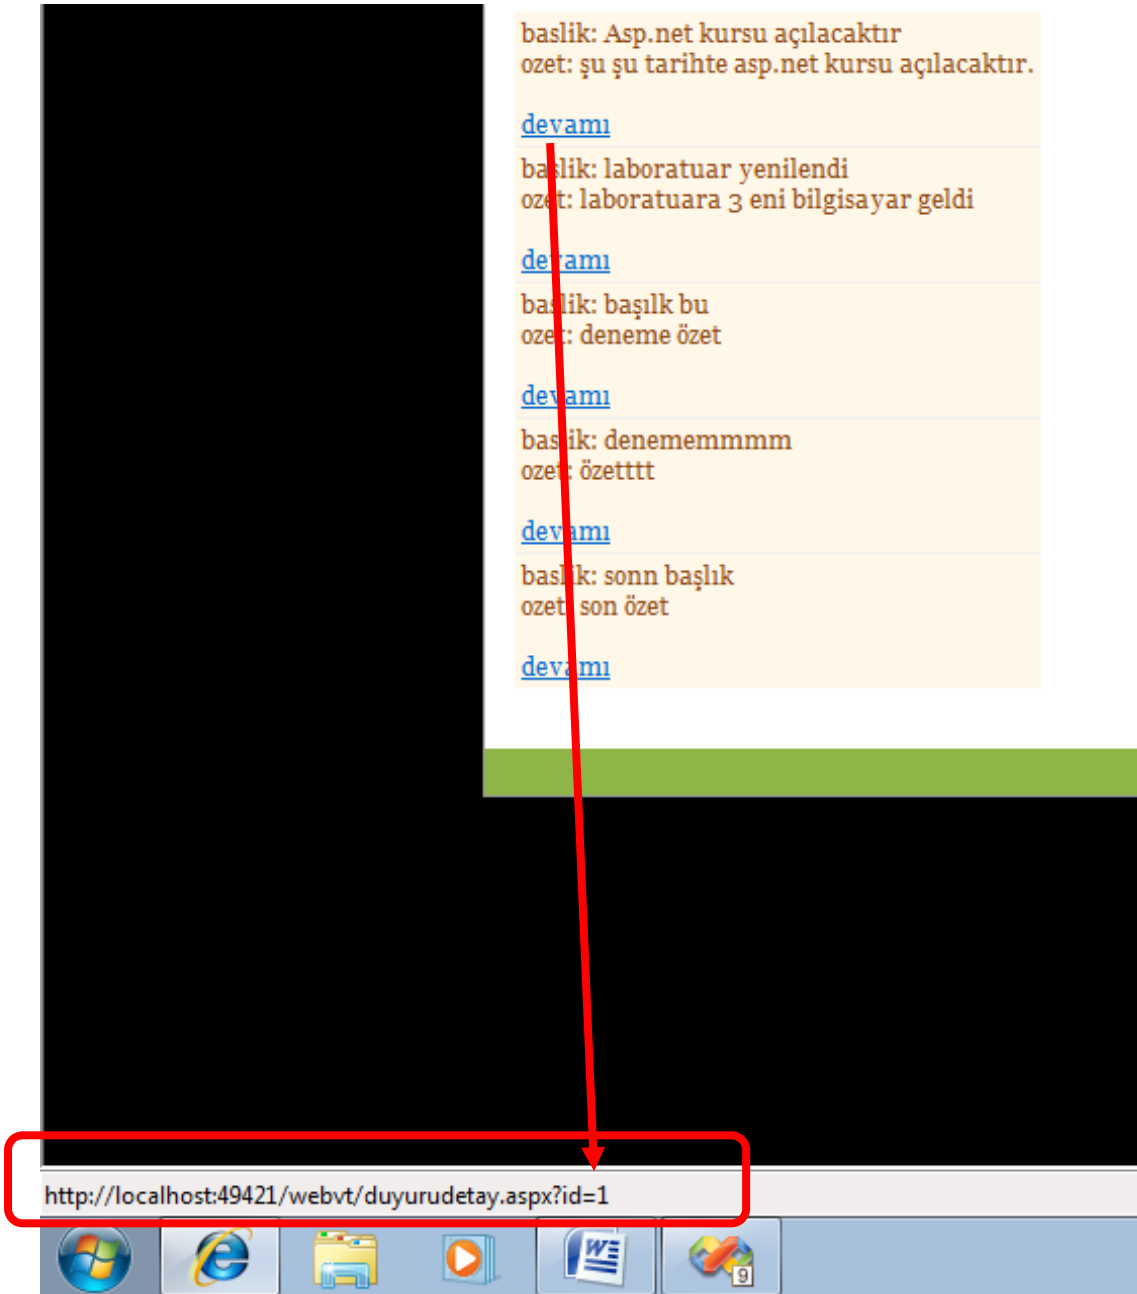 baslik: Asp.net kursu açılacaktır
ozet: şu şu tarihte asp.net kursu açılacaktır.
devamı
baslik: laboratuar yenilendi
ozet: laboratuara 3 eni bilgisayar geldi
devamı
baslik: başılk bu
ozet: deneme özet
devamı
baslik: denememmmm
ozet: özetttt
devamı
baslik: sonn başlık
ozet: son özet
devamı
http://localhost:49421/webvt/duyurudetay.aspx?id=1
W
9